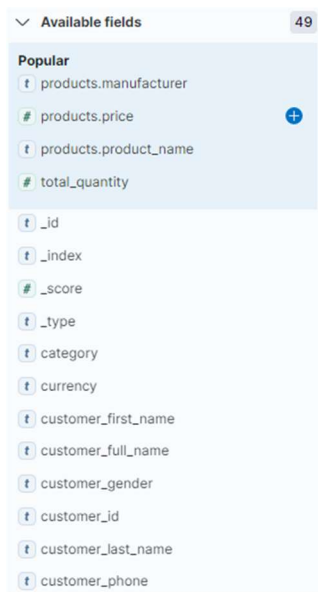 Available fields 49
Popular
t products.manufacturer
# products.price
t products.product_name
# total_quantity
t _id
t _index
# _score
t _type
t category
t currency
t customer_first_name
t customer_full_name
t customer_gender
t customer_id
t customer_last_name
t customer_phone